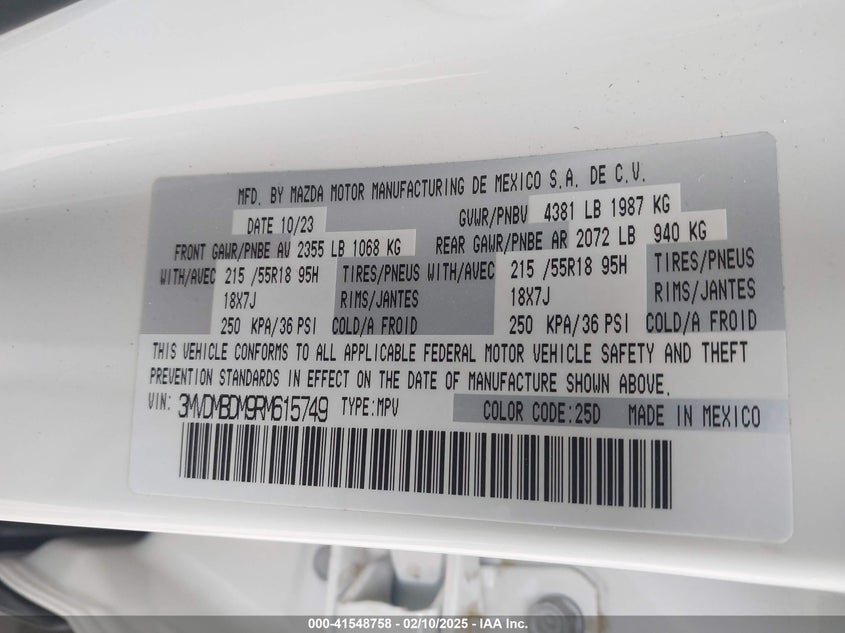 MFD. BY MAZDA MOTOR MANUFACTURING DE MEXICO S.A. DE C.V.
DATE 10/23 GVWR/PNBV 4381 LB 1987 KG
FRONT GAWR/PNBE AV 2355 LB 1068 KG REAR GAWR/PNBE AR 2072 LB 940 KG
WITH/AVEC 215 /55R18 95H TIRES/PNEUS WITH/AVEC 215 /55R18 95H TIRES/PNEUS
18X7J RIMS/JANTES 18X7J RIMS/JANTES
250 KPA/36 PSI COLD/A FROID 250 KPA/36 PSI COLD/A FROID
THIS VEHICLE CONFORMS TO ALL APPLICABLE FEDERAL MOTOR VEHICLE SAFETY AND THEFT
PREVENTION STANDARDS IN EFFECT ON THE DATE OF MANUFACTURE SHOWN ABOVE.
VIN: 3MVDMBDM9RM615749 TYPE:MPV COLOR CODE:25D MADE IN MEXICO
000-41548758 — 02/10/2025 — IAA Inc.